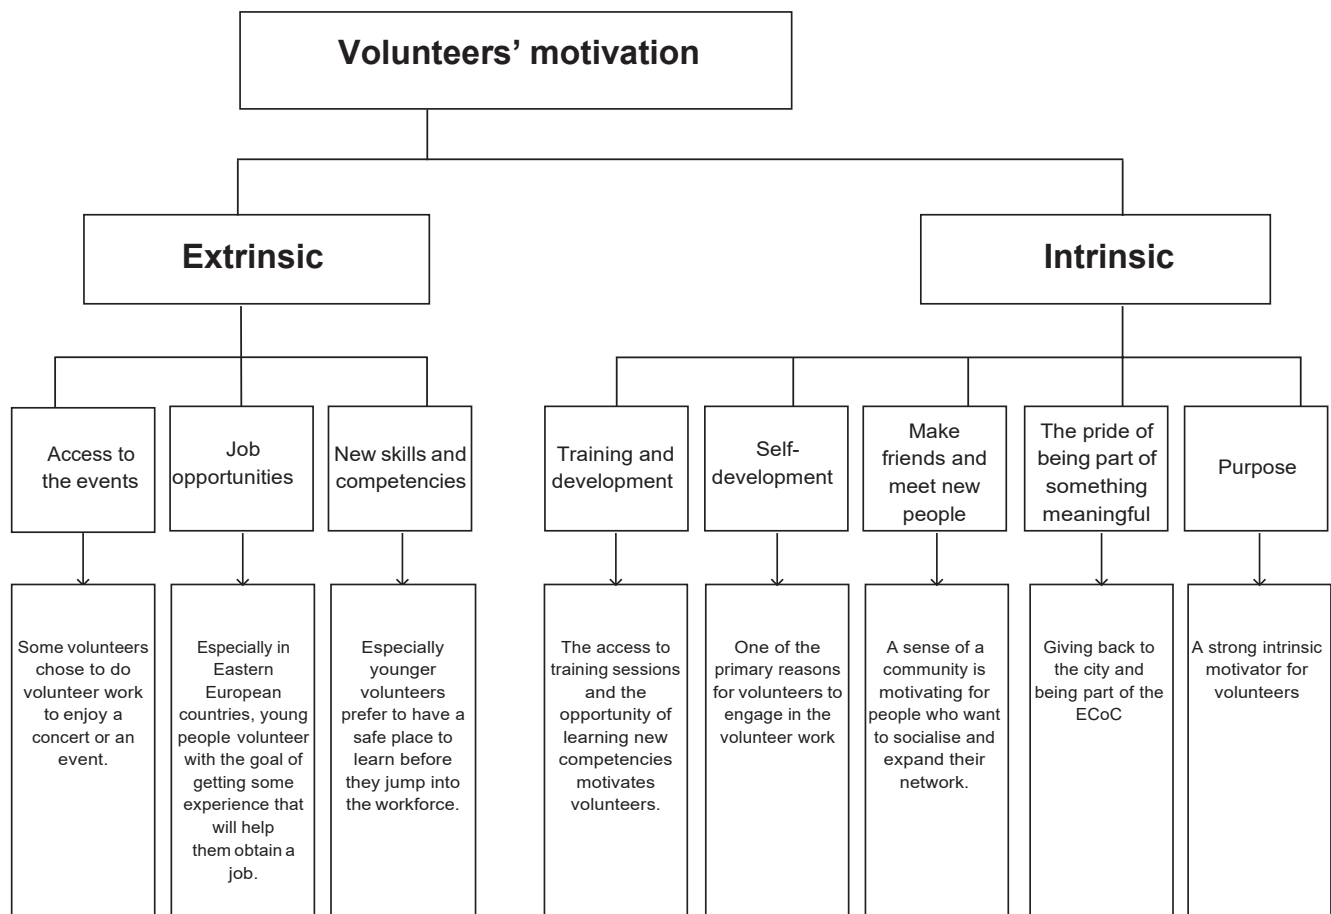 Volunteers’ motivation
Extrinsic
Intrinsic
Access to
the events
Job
opportunities
New skills and
competencies
Training and
development
Self-
development
Make
friends and
meet new
people
The pride of
being part of
something
meaningful
Purpose
Some volunteers
chose to do
volunteer work
to enjoy a
concert or an
event.
Especially in
Eastern
European
countries, young
people volunteer
with the goal of
getting some
experience that
will help
them obtain a
job.
Especially
younger
volunteers
prefer to have a
safe place to
learn before
they jump into
the workforce.
The access to
training sessions
and the
opportunity of
learning new
competencies
motivates
volunteers.
One of the
primary reasons
for volunteers to
engage in the
volunteer work
A sense of a
community is
motivating for
people who want
to socialise and
expand their
network.
Giving back to
the city and
being part of the
ECoC
A strong intrinsic
motivator for
volunteers